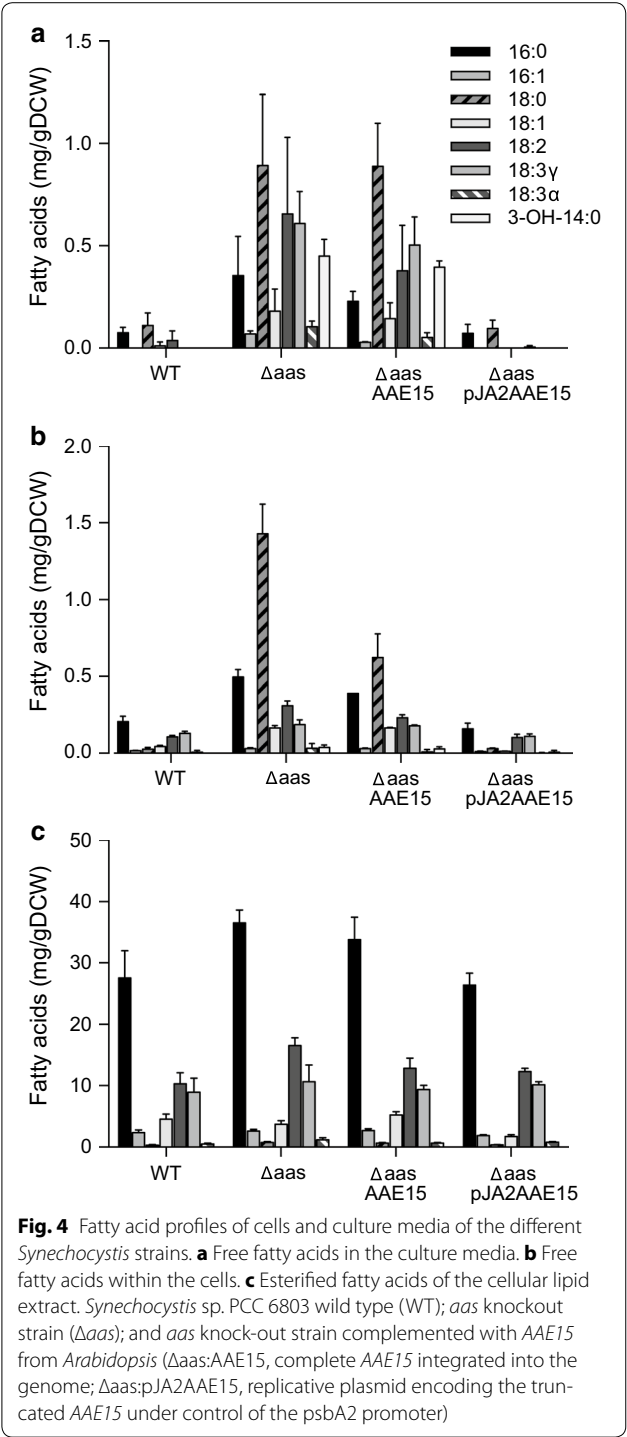 a
1.5
1.0
0.5
0.0
Fatty acids (mg/gDCW)
16:0
16:1
18:0
18:1
18:2
18:3γ
18:3α
3-OH-14:0
WT
Δaas
Δaas
AAE15
Δaas
pJA2AAE15
b
2.0
1.5
1.0
0.5
0.0
Fatty acids (mg/gDCW)
WT
Δaas
Δaas
AAE15
Δaas
pJA2AAE15
c
50
40
30
20
10
0
Fatty acids (mg/gDCW)
WT
Δaas
Δaas
AAE15
Δaas
pJA2AAE15
Fig. 4 Fatty acid profiles of cells and culture media of the different
Synechocystis strains. a Free fatty acids in the culture media. b Free
fatty acids within the cells. c Esterified fatty acids of the cellular lipid
extract. Synechocystis sp. PCC 6803 wild type (WT); aas knockout
strain (Δaas); and aas knock-out strain complemented with AAE15
from Arabidopsis (Δaas:AAE15, complete AAE15 integrated into the
genome; Δaas:pJA2AAE15, replicative plasmid encoding the trun-
cated AAE15 under control of the psbA2 promoter)